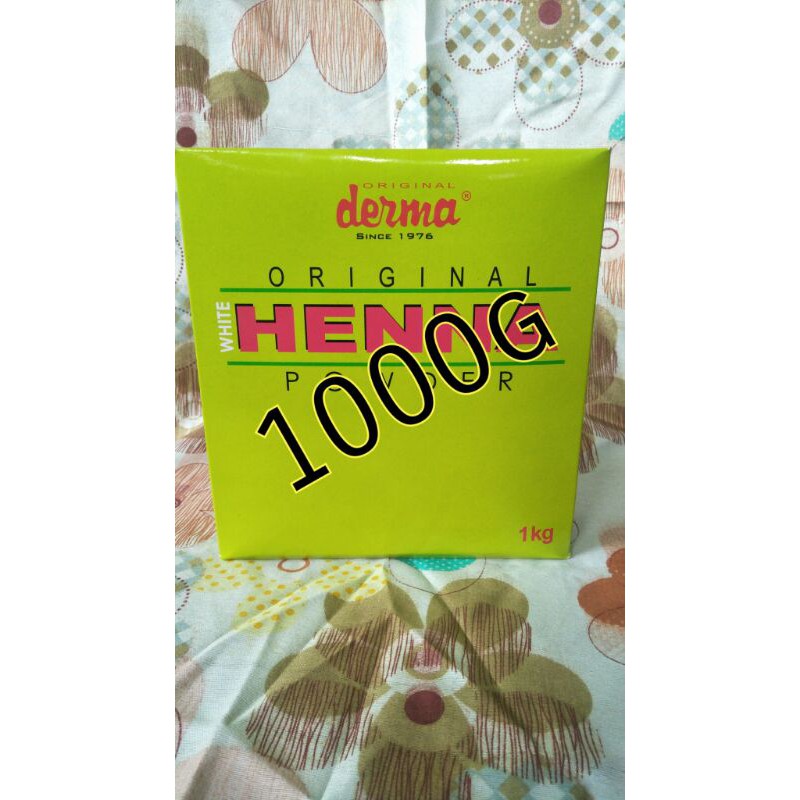 ORIGINAL
derma®
SINCE 1976
ORIGINAL
WHITE
HENNA
POWDER
1000G
1kg